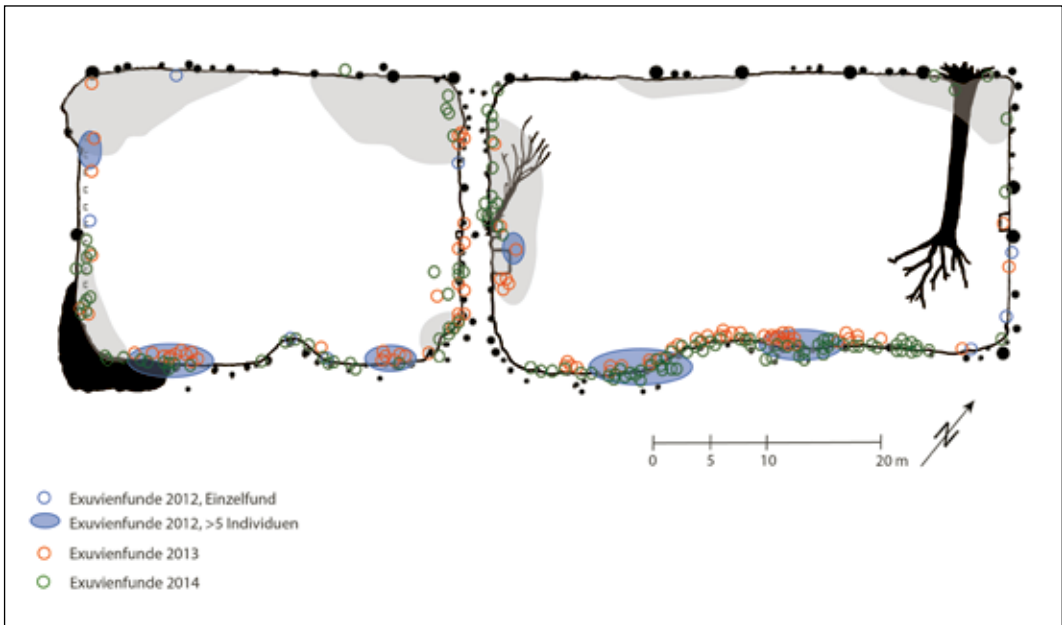 N
0 5 10 20 m
Exuvienfunde 2012, Einzelfund
Exuvienfunde 2012, >5 Individuen
Exuvienfunde 2013
Exuvienfunde 2014